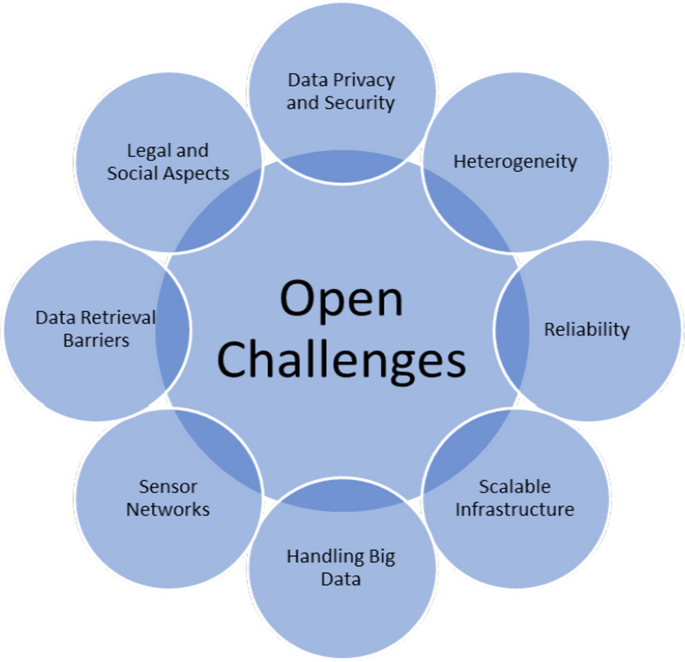 Data Privacy
and Security
Heterogeneity
Reliability
Scalable
Infrastructure
Handling Big
Data
Sensor
Networks
Data Retrieval
Barriers
Legal and
Social Aspects
Open
Challenges